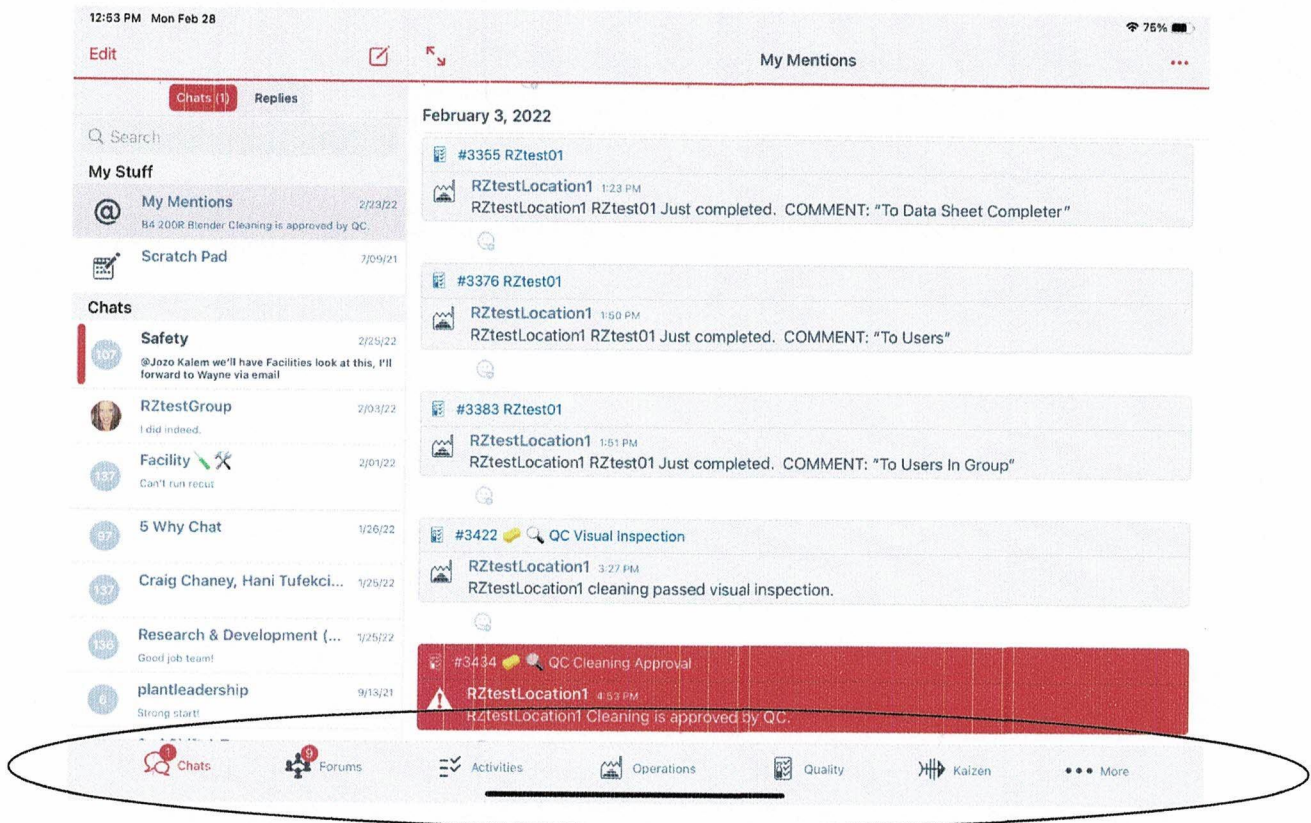 12:53 PM Mon Feb 28
75%
Edit
My Mentions
Chats (1) Replies
Search
My Stuff
My Mentions 2/23/22
B4 200R Blender Cleaning is approved by QC.
Scratch Pad 7/09/21
Chats
107
Safety 2/25/22
@Jozo Kalem we'll have Facilities look at this, I'll
forward to Wayne via email
RZtestGroup 2/03/22
I did indeed.
137
Facility 🪛🛠 2/01/22
Can't run recut
97
5 Why Chat 1/26/22
137
Craig Chaney, Hani Tufekci... 1/25/22
136
Research & Development (... 1/25/22
Good job team!
6
plantleadership 9/13/21
Strong start!
February 3, 2022
#3355 RZtest01
RZtestLocation1 1:23 PM
RZtestLocation1 RZtest01 Just completed. COMMENT: "To Data Sheet Completer"
#3376 RZtest01
RZtestLocation1 1:50 PM
RZtestLocation1 RZtest01 Just completed. COMMENT: "To Users"
#3383 RZtest01
RZtestLocation1 1:51 PM
RZtestLocation1 RZtest01 Just completed. COMMENT: "To Users In Group"
#3422 🧽🔍 QC Visual Inspection
RZtestLocation1 3:27 PM
RZtestLocation1 cleaning passed visual inspection.
#3434 🧽🔍 QC Cleaning Approval
RZtestLocation1 4:53 PM
RZtestLocation1 Cleaning is approved by QC.
1 Chats
9 Forums
Activities
Operations
Quality
Kaizen
More